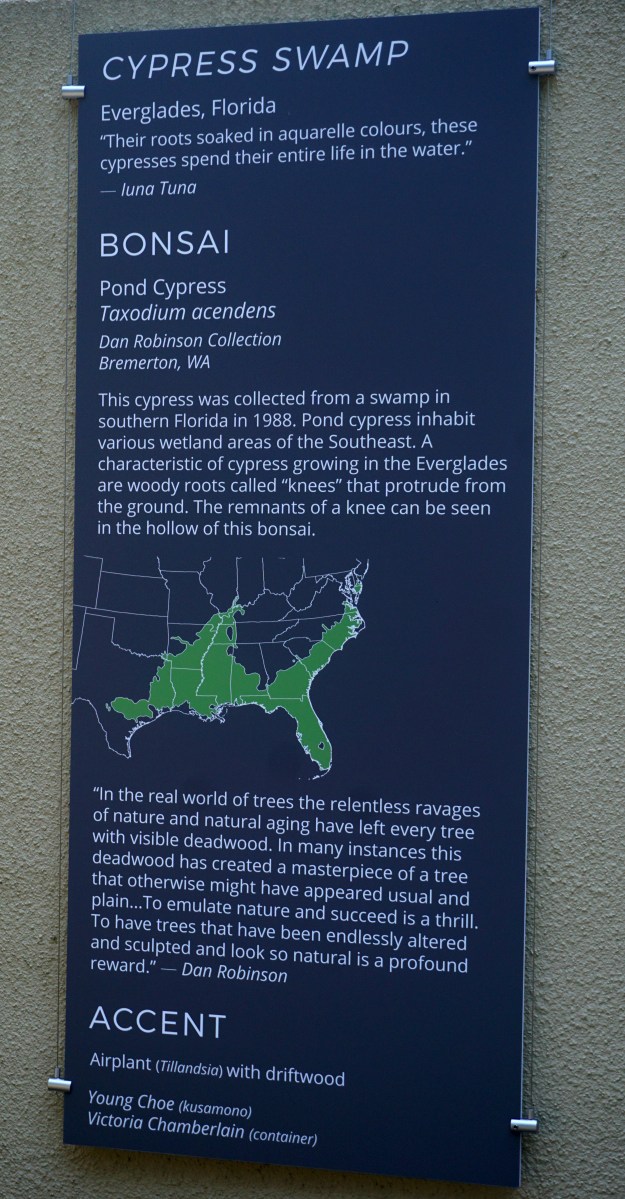 CYPRESS SWAMP
Everglades, Florida
“Their roots soaked in aquarelle colours, these
cypresses spend their entire life in the water.”
— Iuna Tuna
BONSAI
Pond Cypress
Taxodium acendens
Dan Robinson Collection
Bremerton, WA
This cypress was collected from a swamp in
southern Florida in 1988. Pond cypress inhabit
various wetland areas of the Southeast. A
characteristic of cypress growing in the Everglades
are woody roots called “knees” that protrude from
the ground. The remnants of a knee can be seen
in the hollow of this bonsai.
“In the real world of trees the relentless ravages
of nature and natural aging have left every tree
with visible deadwood. In many instances this
deadwood has created a masterpiece of a tree
that otherwise might have appeared usual and
plain...To emulate nature and succeed is a thrill.
To have trees that have been endlessly altered
and sculpted and look so natural is a profound
reward.” — Dan Robinson
ACCENT
Airplant (Tillandsia) with driftwood
Young Choe (kusamono)
Victoria Chamberlain (container)